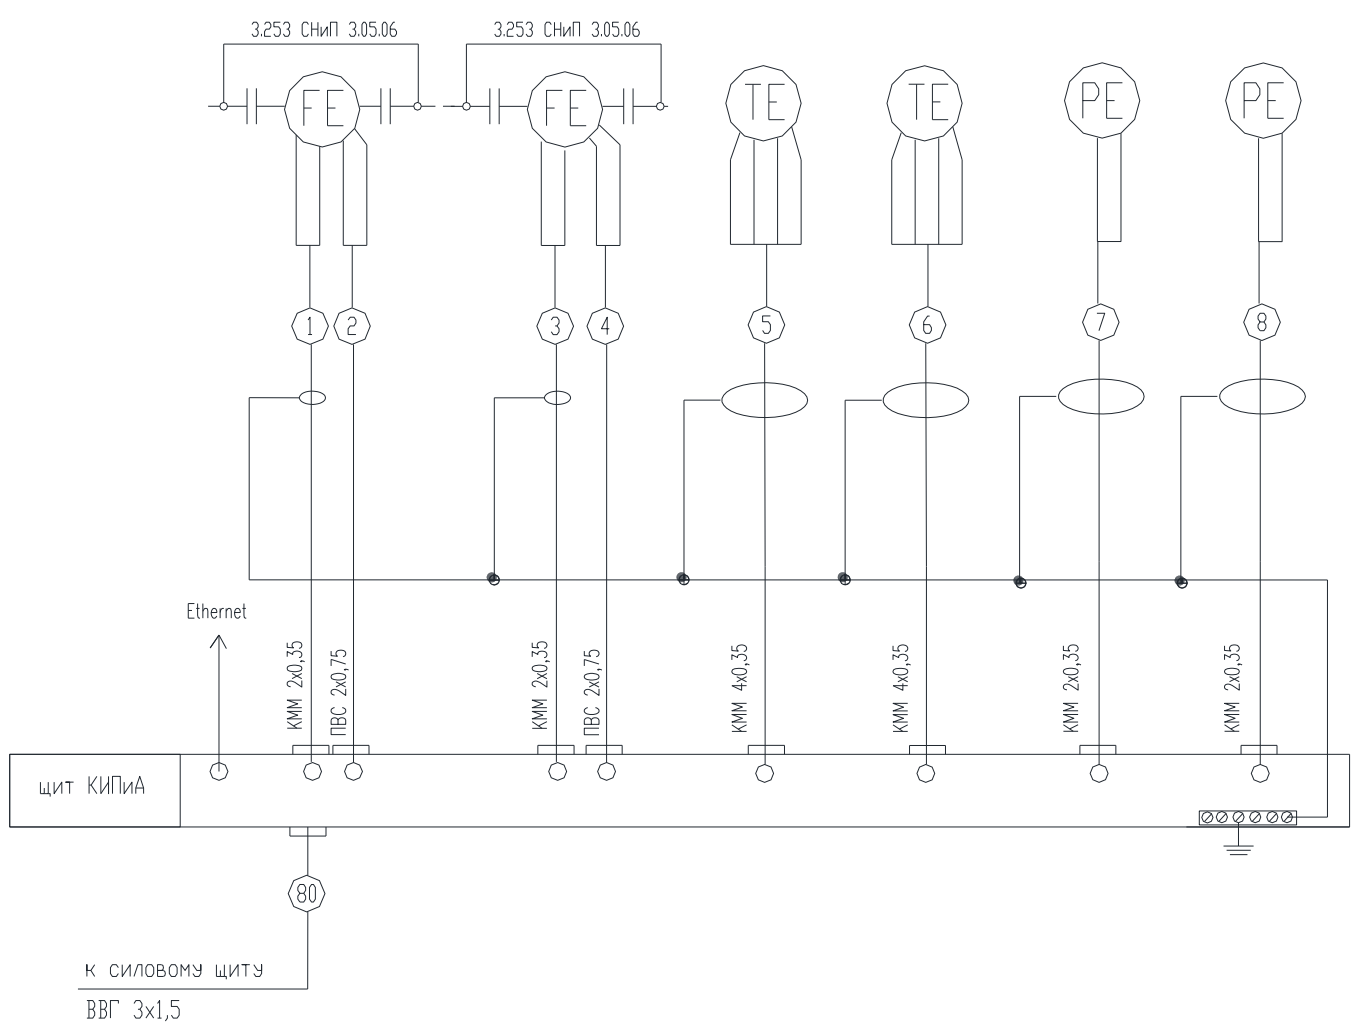 3.253 СНиП 3.05.06
3.253 СНиП 3.05.06
FE
FE
TE
TE
PE
PE
1
2
3
4
5
6
7
8
Ethernet
КММ 2х0,35
ПВС 2х0,75
КММ 2х0,35
ПВС 2х0,75
КММ 4х0,35
КММ 4х0,35
КММ 2х0,35
КММ 2х0,35
щит КИПиА
80
К СИЛОВОМУ ЩИТУ
ВВГ 3х1,5